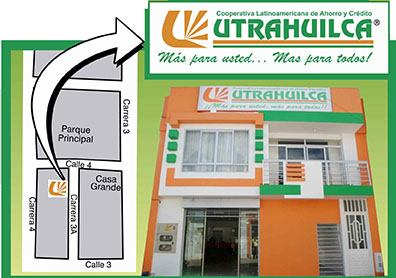 Cooperativa Latinoamericana de Ahorro y Crédito
UTRAHUILCA®
Más para usted... Mas para todos!
UTRAHUILCA
¡¡Más para usted, más para todos!!
Carrera 3
Parque
Principal
Calle 4
Casa
Grande
Carrera 4
Carrera 3A
Calle 3